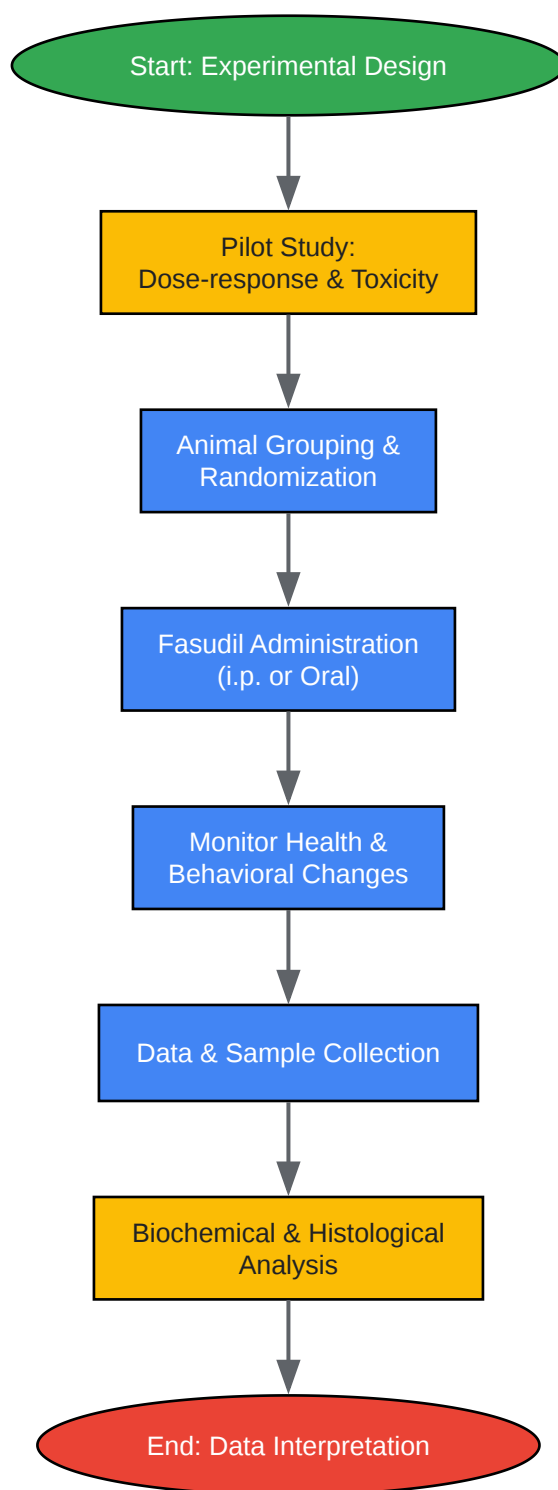 Start: Experimental Design
Pilot Study:
Dose-response & Toxicity
Animal Grouping &
Randomization
Fasudil Administration
(i.p. or Oral)
Monitor Health &
Behavioral Changes
Data & Sample Collection
Biochemical & Histological
Analysis
End: Data Interpretation